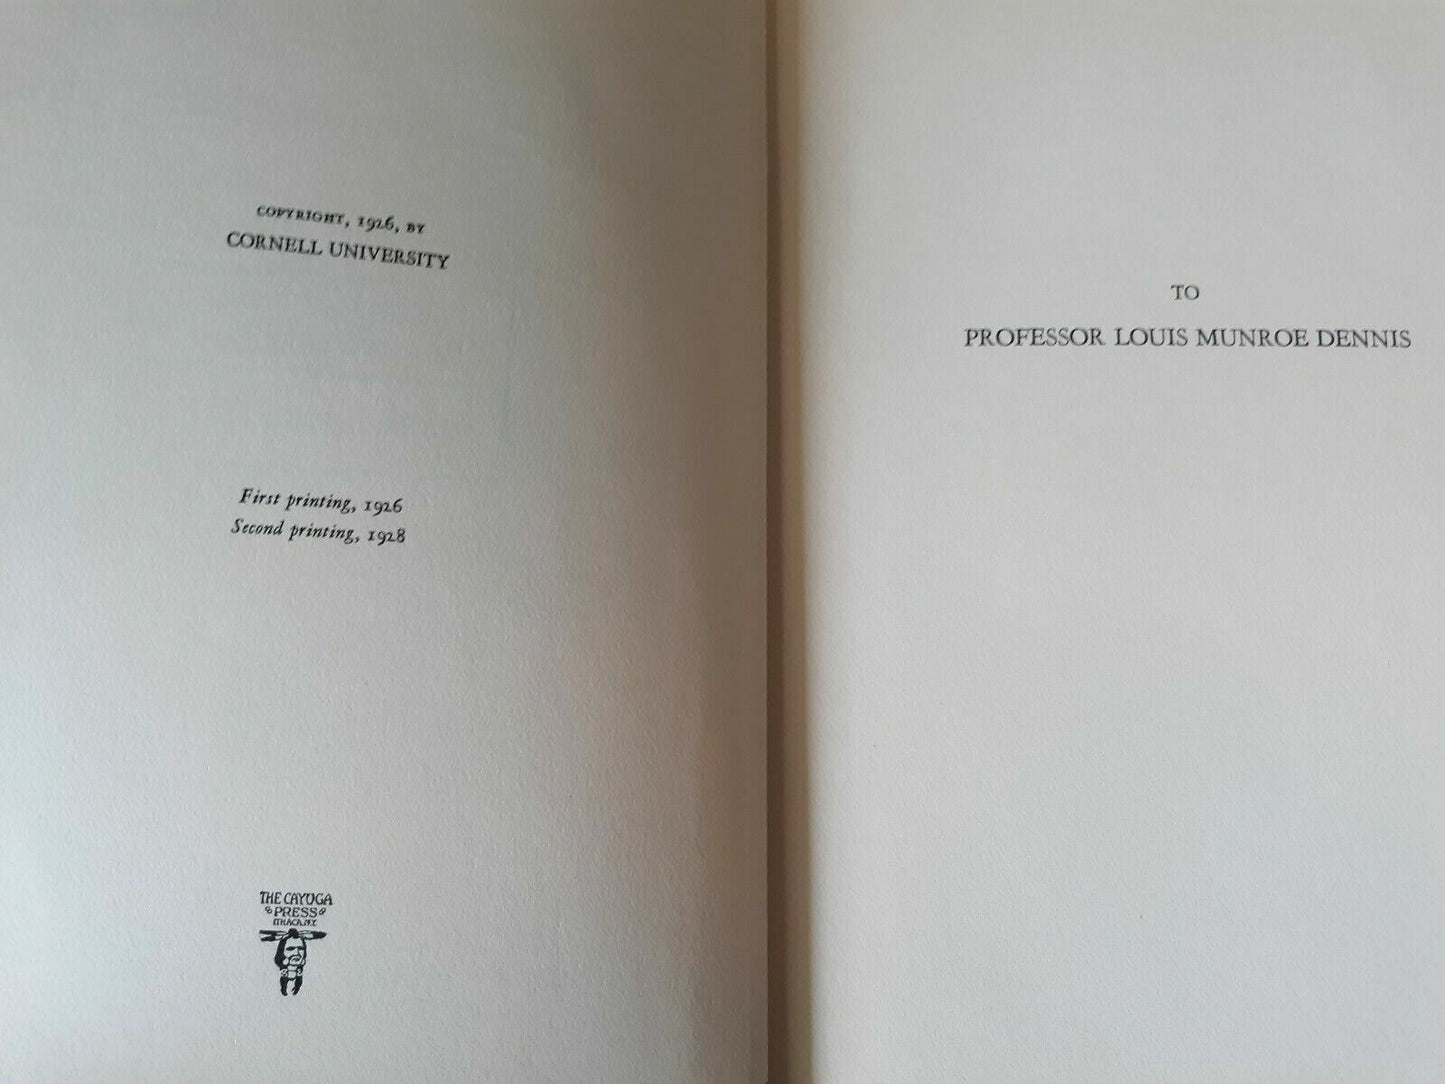 COPYRIGHT, 1926, BY
CORNELL UNIVERSITY
First printing, 1926
Second printing, 1928
THE CAYUGA
PRESS
ITHACA, N.Y.
TO
PROFESSOR LOUIS MUNROE DENNIS